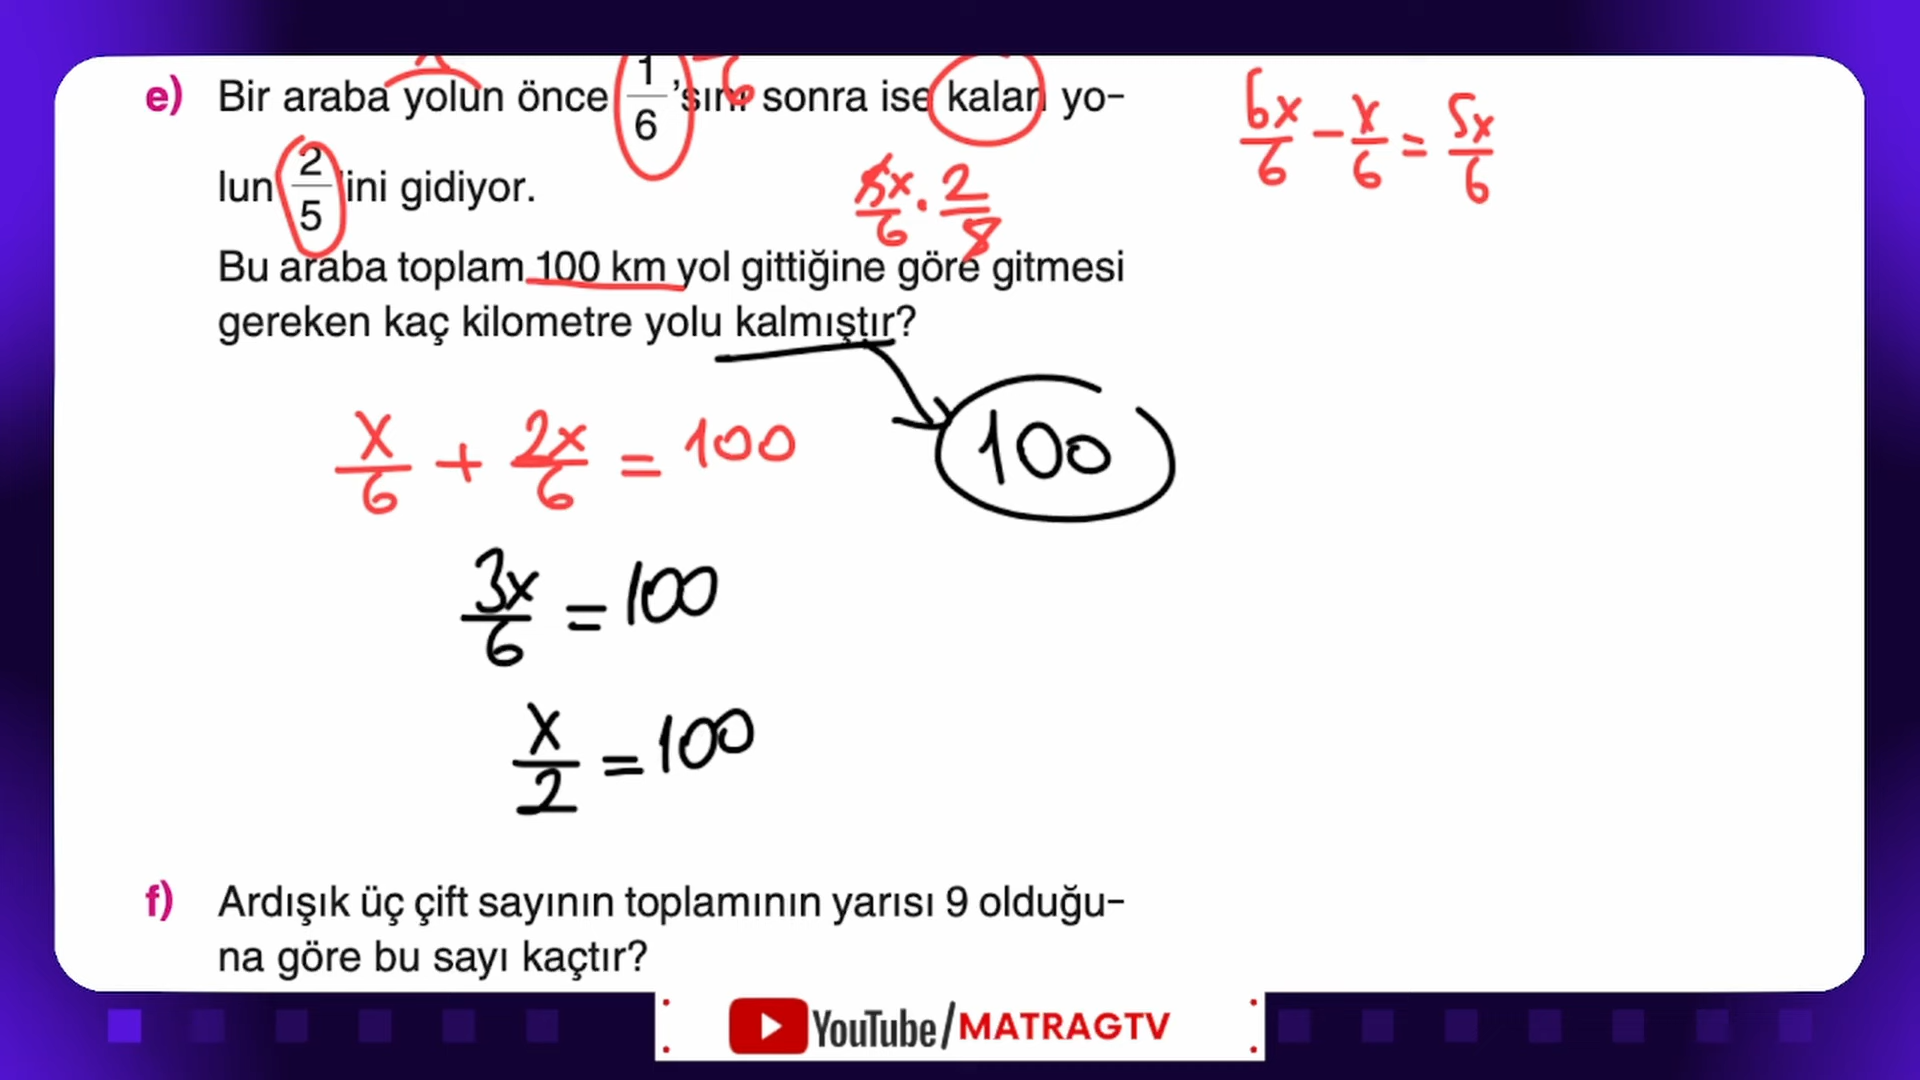 e) Bir araba yolun önce 1/6 'sını sonra ise kalan yo-
6x/6 - x/6 = 5x/6
lun 2/5 'ini gidiyor.
5x/6 · 2/5
Bu araba toplam 100 km yol gittiğine göre gitmesi
gereken kaç kilometre yolu kalmıştır?
x/6 + 2x/6 = 100
100
3x/6 = 100
x/2 = 100
f) Ardışık üç çift sayının toplamının yarısı 9 olduğu-
na göre bu sayı kaçtır?
YouTube/MATRAGTV